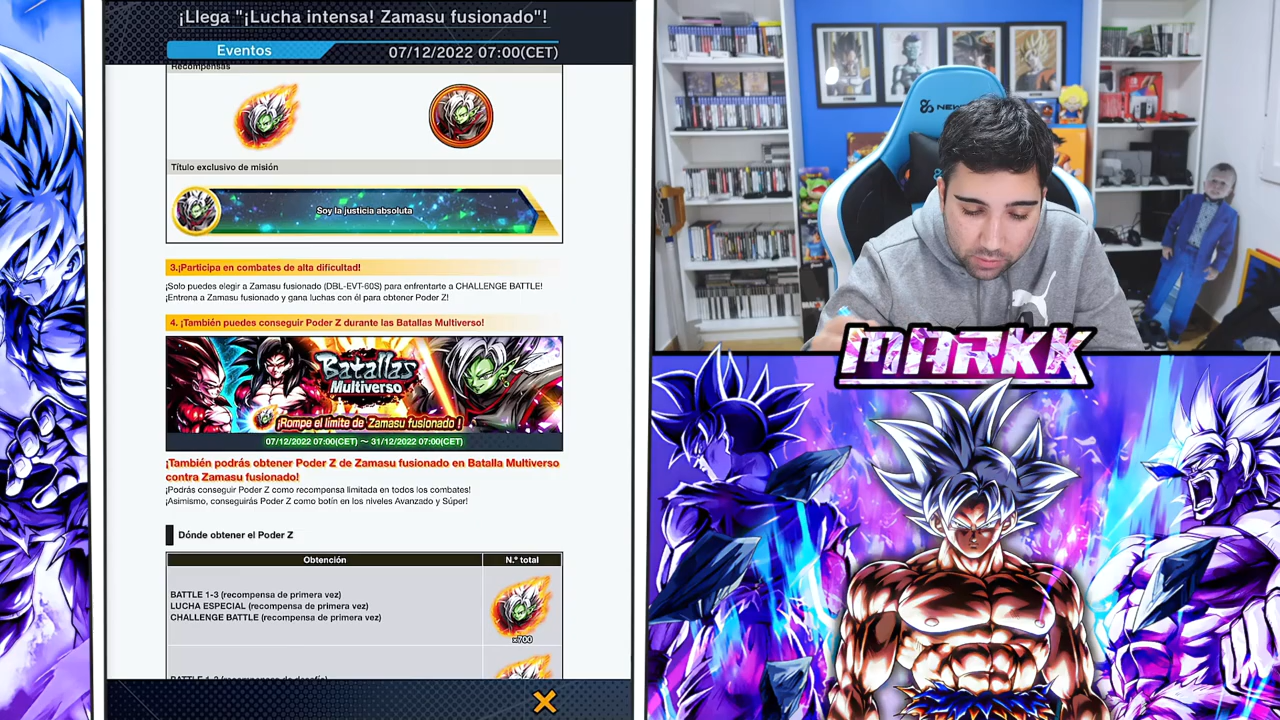 ¡Llega "¡Lucha intensa! Zamasu fusionado"!
Eventos
07/12/2022 07:00(CET)
Recompensas
Título exclusivo de misión
Soy la justicia absoluta
3.¡Participa en combates de alta dificultad!
¡Solo puedes elegir a Zamasu fusionado (DBL-EVT-60S) para enfrentarte a CHALLENGE BATTLE!
¡Entrena a Zamasu fusionado y gana luchas con él para obtener Poder Z!
4. ¡También puedes conseguir Poder Z durante las Batallas Multiverso!
Batallas
Multiverso
¡Rompe el límite de Zamasu fusionado !
07/12/2022 07:00(CET) ～ 31/12/2022 07:00(CET)
¡También podrás obtener Poder Z de Zamasu fusionado en Batalla Multiverso
contra Zamasu fusionado!
¡Podrás conseguir Poder Z como recompensa limitada en todos los combates!
¡Asimismo, conseguirás Poder Z como botín en los niveles Avanzado y Súper!
Dónde obtener el Poder Z
Obtención
N.º total
BATTLE 1-3 (recompensa de primera vez)
LUCHA ESPECIAL (recompensa de primera vez)
CHALLENGE BATTLE (recompensa de primera vez)
x700
MARKK